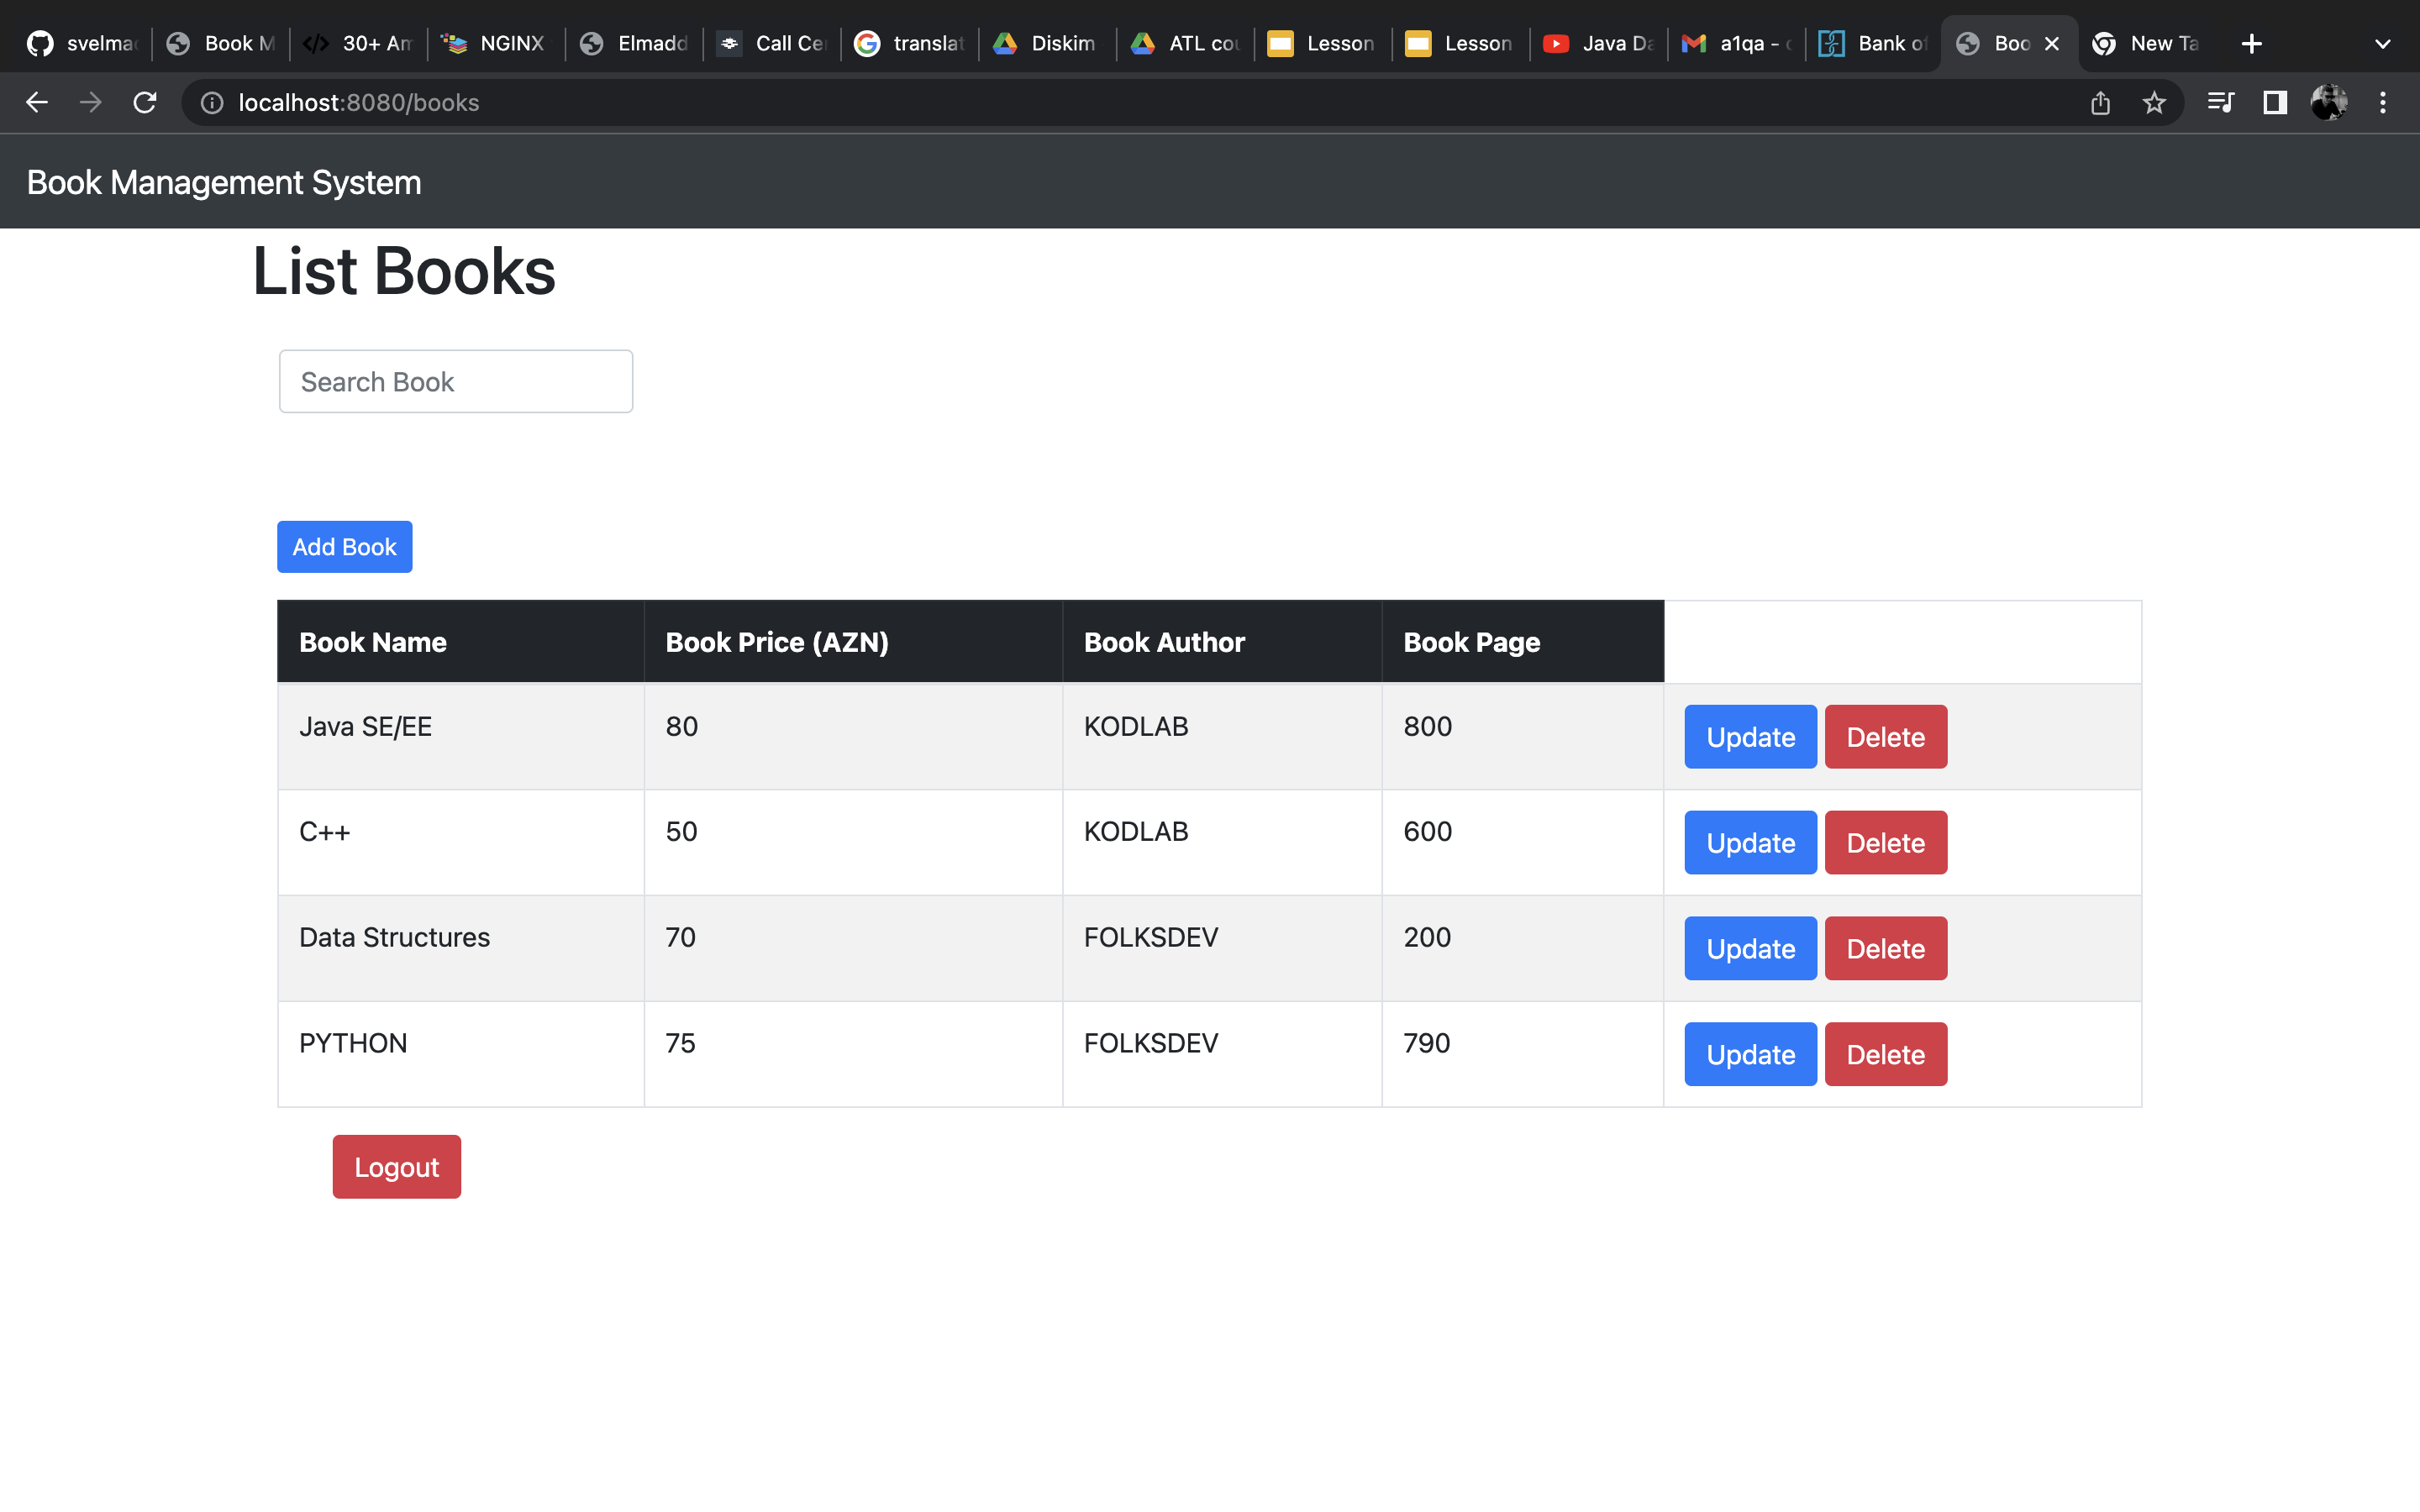 svelma Book M 30+ Am NGINX Elmadd Call Ce translat Diskim ATL cou Lesson Lesson Java Da a1qa - Bank of Boo New Ta
localhost:8080/books
Book Management System
List Books
Search Book
Add Book
Book Name Book Price (AZN) Book Author Book Page
Java SE/EE 80 KODLAB 800 Update Delete
C++ 50 KODLAB 600 Update Delete
Data Structures 70 FOLKSDEV 200 Update Delete
PYTHON 75 FOLKSDEV 790 Update Delete
Logout